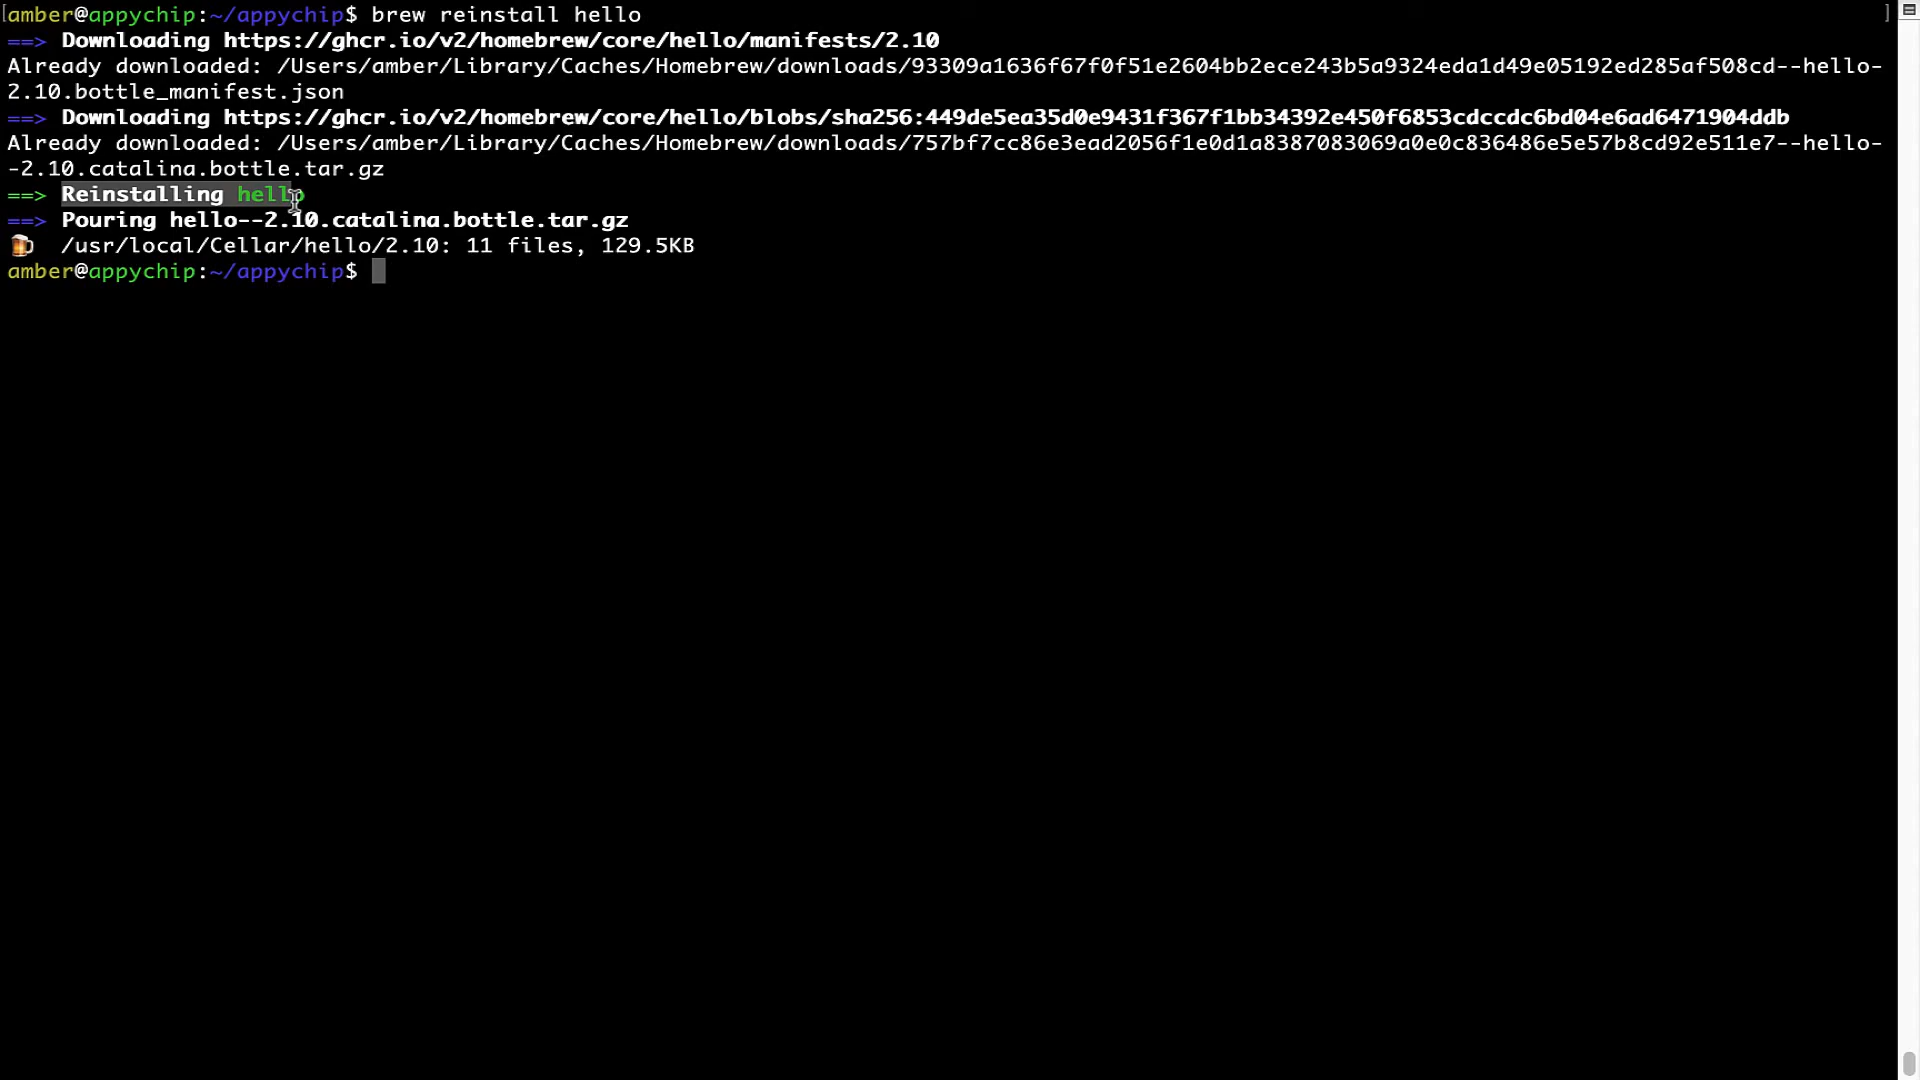 amber@appychip:~/appychip$ brew reinstall hello
==> Downloading https://ghcr.io/v2/homebrew/core/hello/manifests/2.10
Already downloaded: /Users/amber/Library/Caches/Homebrew/downloads/93309a1636f67f0f51e2604bb2ece243b5a9324eda1d49e05192ed285af508cd--hello-
2.10.bottle_manifest.json
==> Downloading https://ghcr.io/v2/homebrew/core/hello/blobs/sha256:449de5ea35d0e9431f367f1bb34392e450f6853cdccdc6bd04e6ad6471904ddb
Already downloaded: /Users/amber/Library/Caches/Homebrew/downloads/757bf7cc86e3ead2056f1e0d1a8387083069a0e0c836486e5e57b8cd92e511e7--hello-
-2.10.catalina.bottle.tar.gz
==> Reinstalling hello
==> Pouring hello--2.10.catalina.bottle.tar.gz
🍺 /usr/local/Cellar/hello/2.10: 11 files, 129.5KB
amber@appychip:~/appychip$